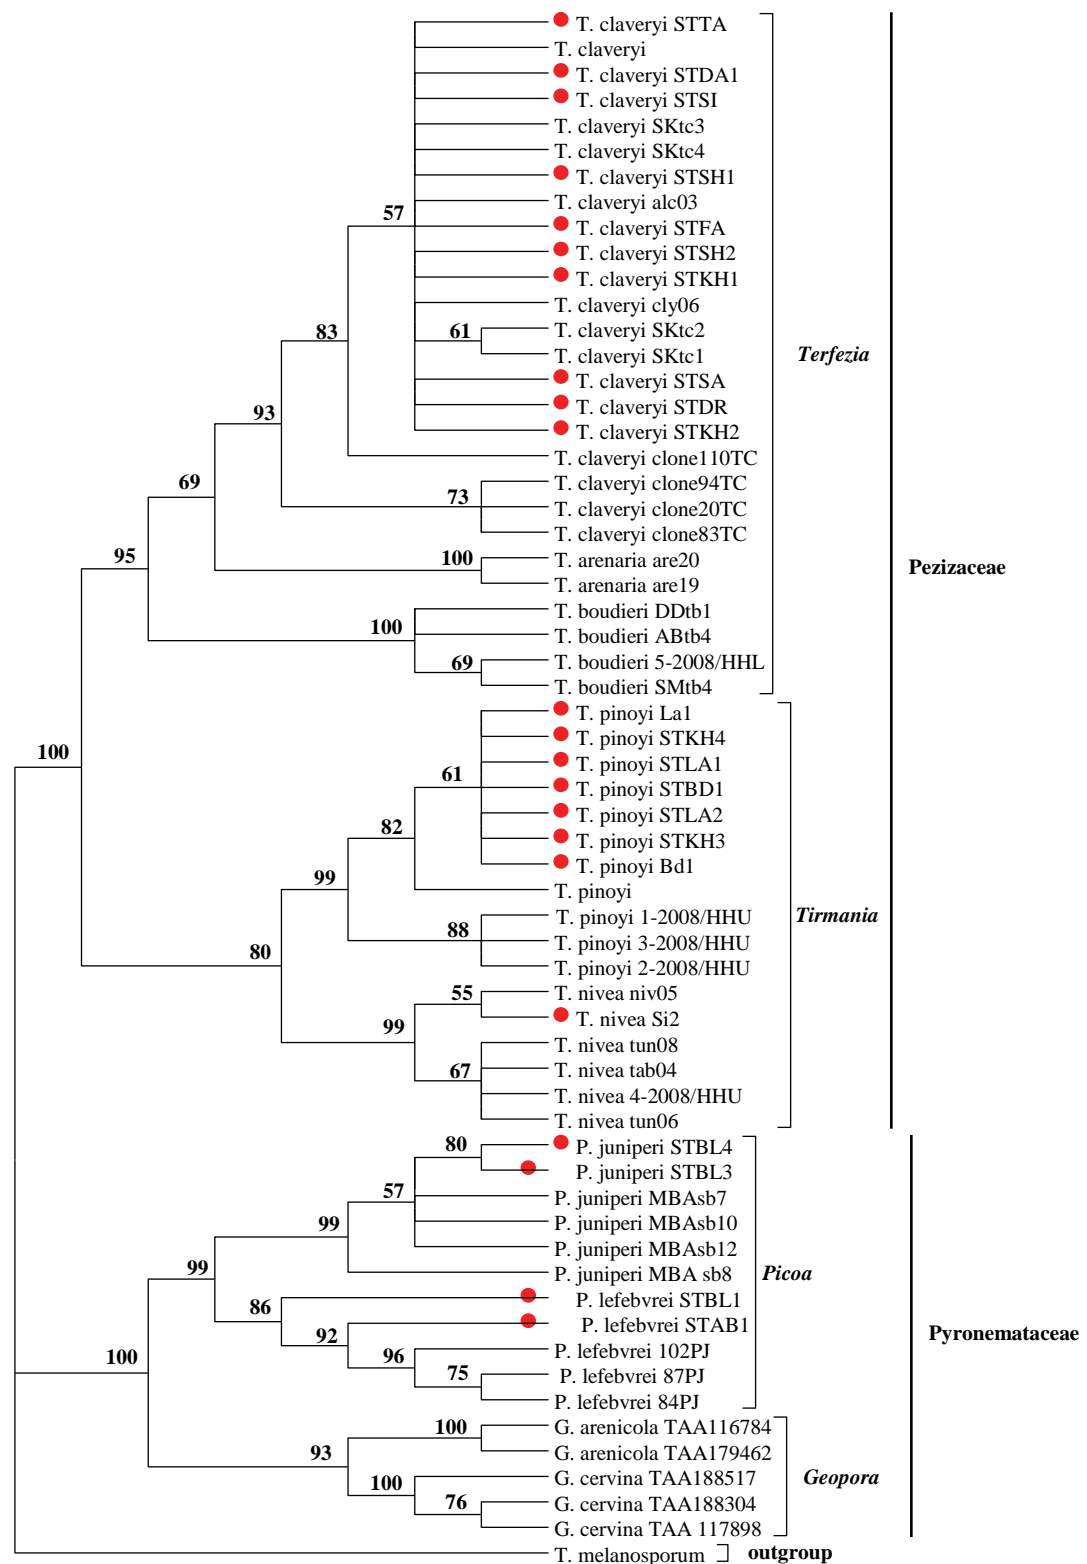 T. claveryi STTA
T. claveryi
T. claveryi STDA1
T. claveryi STSI
T. claveryi SKtc3
T. claveryi SKtc4
T. claveryi STSH1
T. claveryi alc03
57
T. claveryi STFA
T. claveryi STSH2
T. claveryi STKH1
T. claveryi cly06
T. claveryi SKtc2
83
61
T. claveryi SKtc1
Terfezia
T. claveryi STSA
T. claveryi STDR
93
T. claveryi STKH2
T. claveryi clone110TC
T. claveryi clone94TC
69
73
T. claveryi clone20TC
T. claveryi clone83TC
95
100
T. arenaria are20
Pezizaceae
T. arenaria are19
T. boudieri DDtb1
100
T. boudieri ABtb4
69
T. boudieri 5-2008/HHL
T. boudieri SMtb4
T. pinoyi La1
T. pinoyi STKH4
100
T. pinoyi STLA1
61
T. pinoyi STBD1
T. pinoyi STLA2
82
T. pinoyi STKH3
T. pinoyi Bd1
99
T. pinoyi
T. pinoyi 1-2008/HHU
Tirmania
88
T. pinoyi 3-2008/HHU
80
T. pinoyi 2-2008/HHU
55
T. nivea niv05
T. nivea Si2
99
T. nivea tun08
T. nivea tab04
67
T. nivea 4-2008/HHU
T. nivea tun06
80
P. juniperi STBL4
P. juniperi STBL3
57
P. juniperi MBAsb7
P. juniperi MBAsb10
99
P. juniperi MBAsb12
99
P. juniperi MBA sb8
Picoa
86
P. lefebvrei STBL1
P. lefebvrei STAB1
92
Pyronemataceae
100
96
P. lefebvrei 102PJ
75
P. lefebvrei 87PJ
P. lefebvrei 84PJ
100
G. arenicola TAA116784
93
G. arenicola TAA179462
G. cervina TAA188517
Geopora
100
76
G. cervina TAA188304
G. cervina TAA 117898
T. melanosporum
outgroup